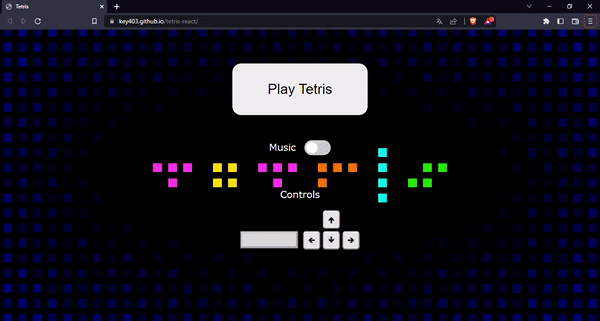 Tetris
key403.github.io/tetris-react/
Play Tetris
Music
Controls